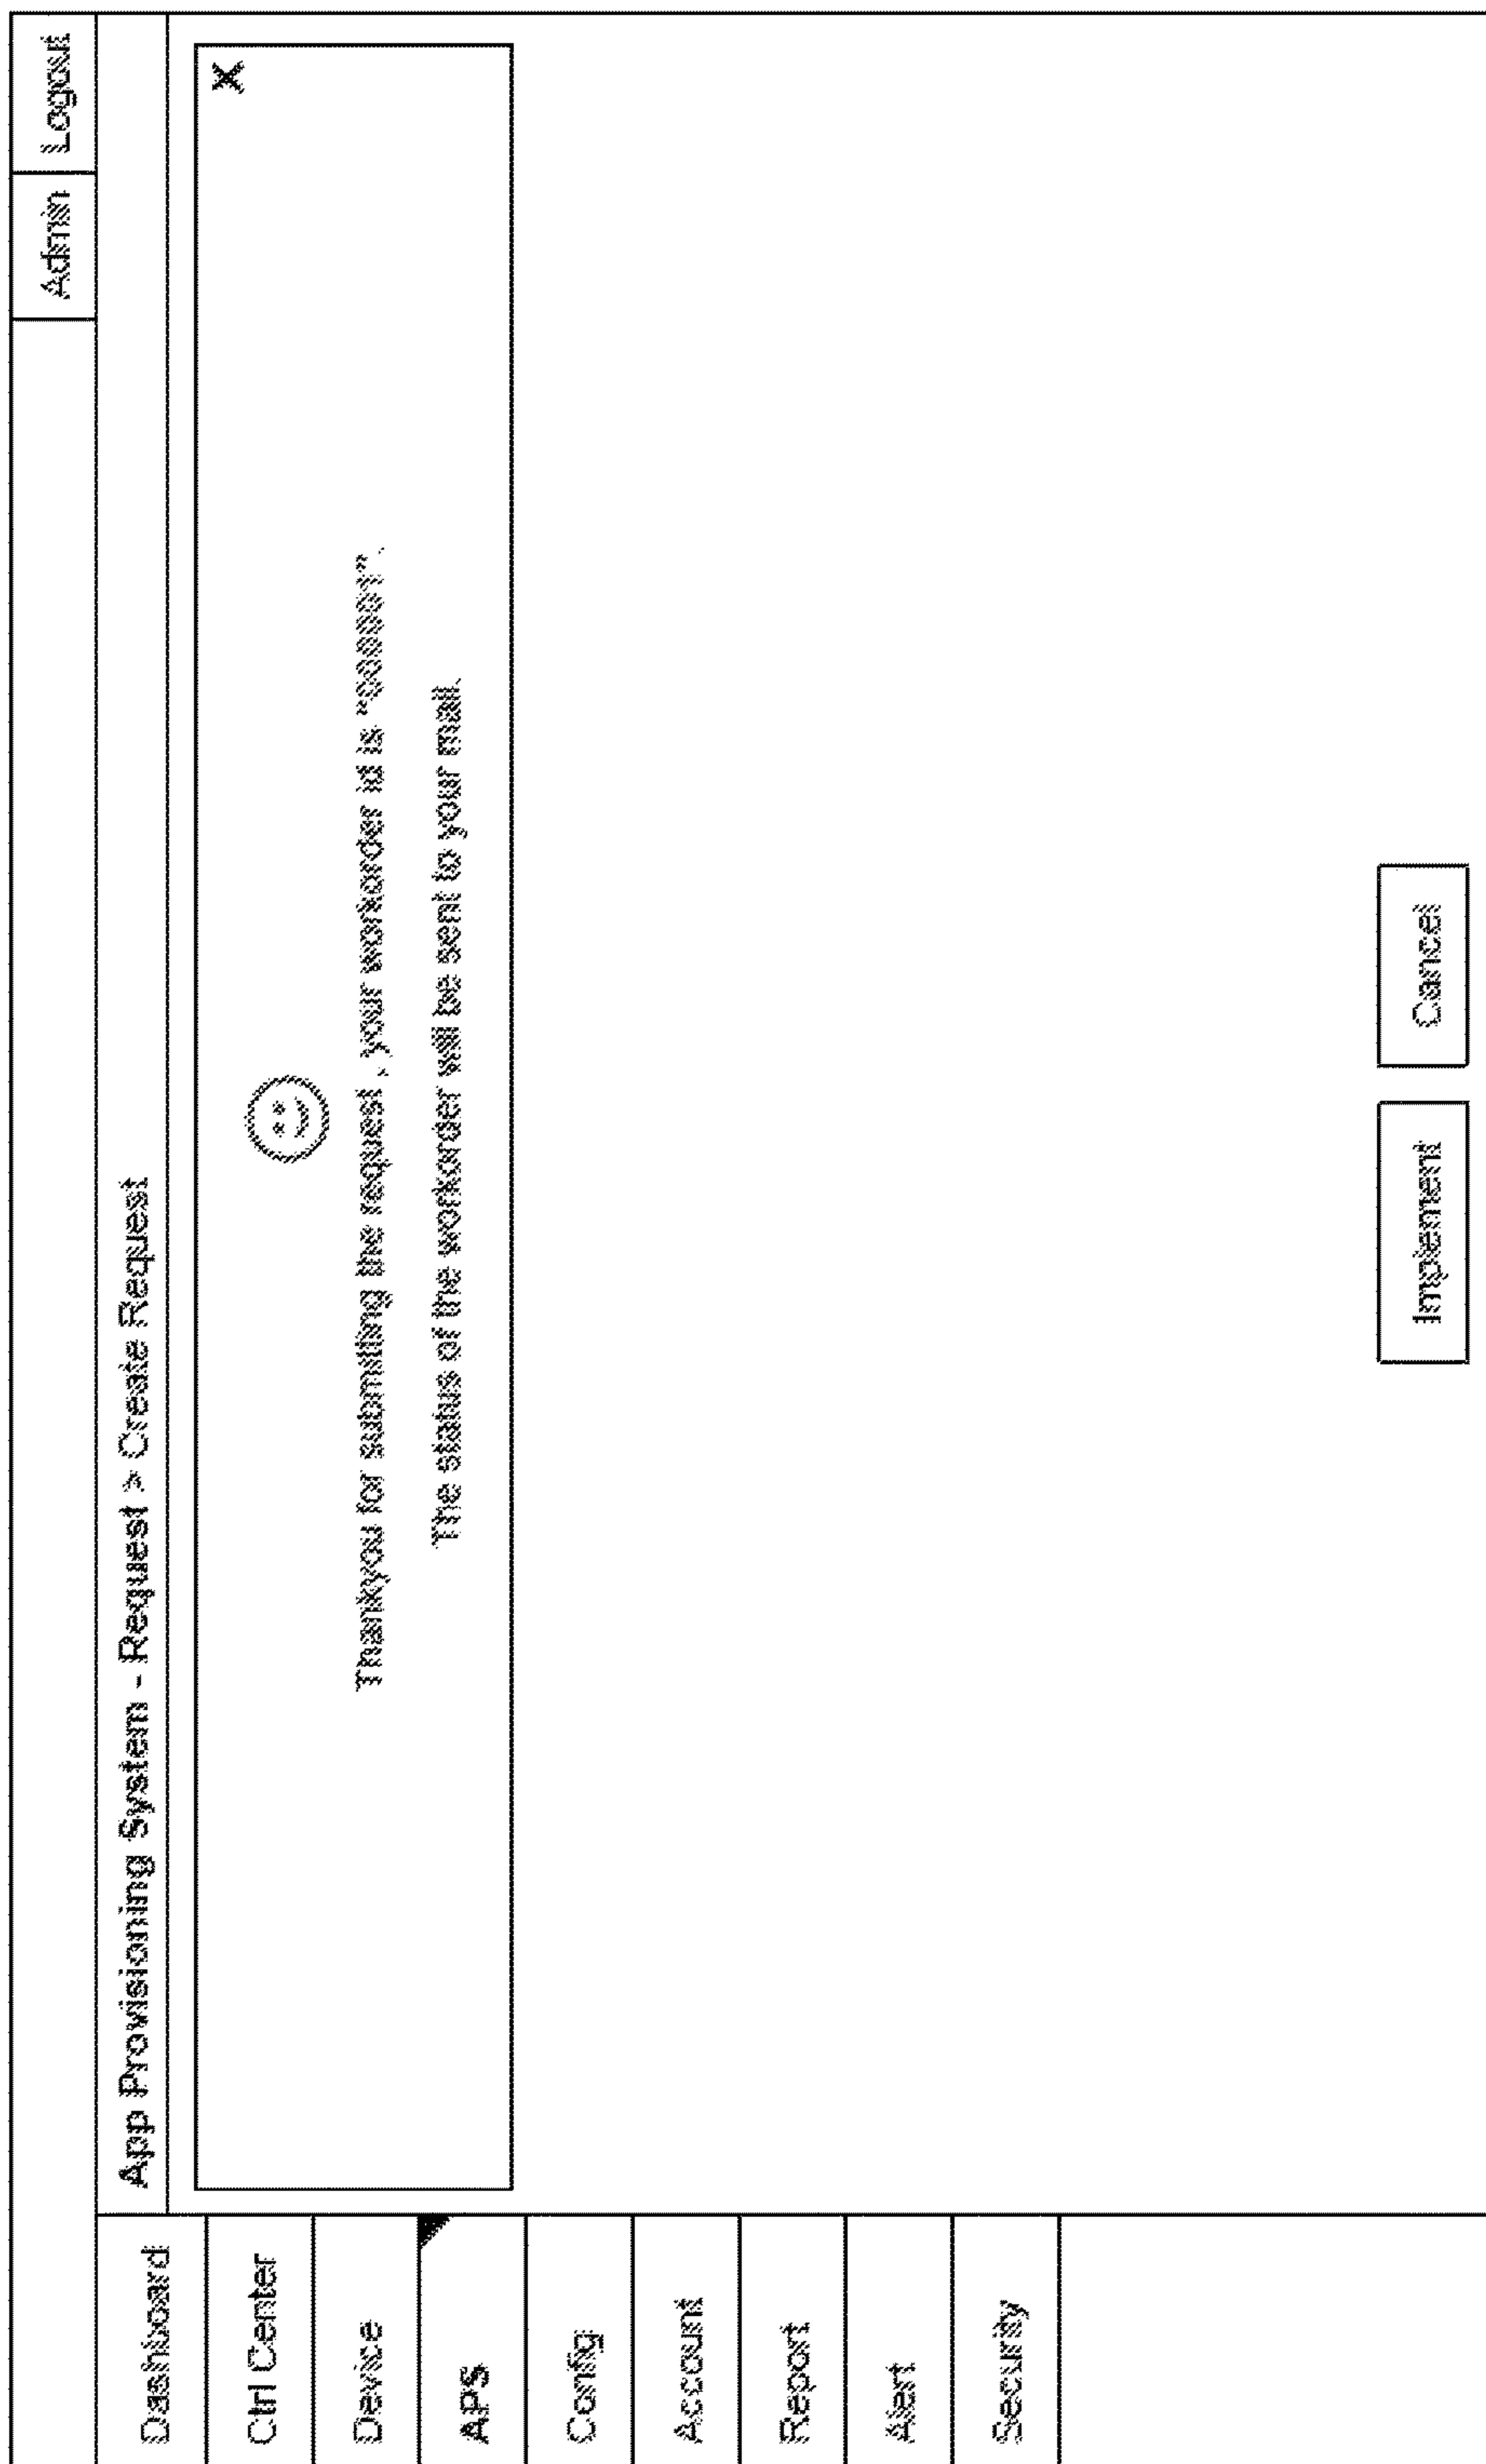 Admin Logout
App Provisioning System - Request > Create Request
Dashboard
Ctrl Center
Device
APS
Config
Account
Report
Alert
Security
X
Thankyou for submitting the request , your workorder id is
The status of the workorder will be sent to your mail.
Implement Cancel